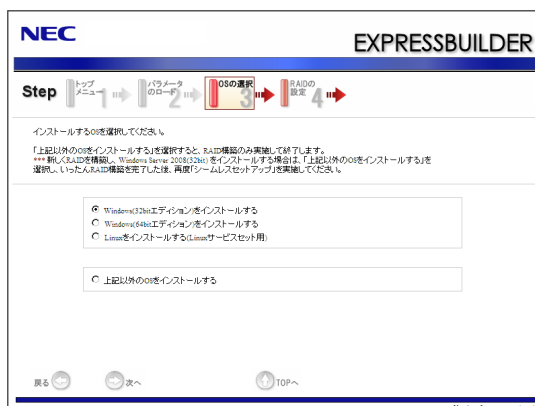 NEC
EXPRESSBUILDER
Step
トップ
メニュー 1
パラメータ
のロード 2
OSの選択
3
RAIDの
設定 4
インストールするOSを選択してください。
「上記以外のOSをインストールする」を選択すると、RAID構築のみ実施して終了します。
*** 新しくRAIDを構築し、Windows Server 2008(32bit) をインストールする場合は、「上記以外のOSをインストールする」を
選択し、いったんRAID構築を完了した後、再度「シームレスセットアップ」を実施してください。
Windows(32bitエディション)をインストールする
Windows(64bitエディション)をインストールする
Linuxをインストールする(Linuxサービスセット用)
上記以外のOSをインストールする
戻る
次へ
TOPへ